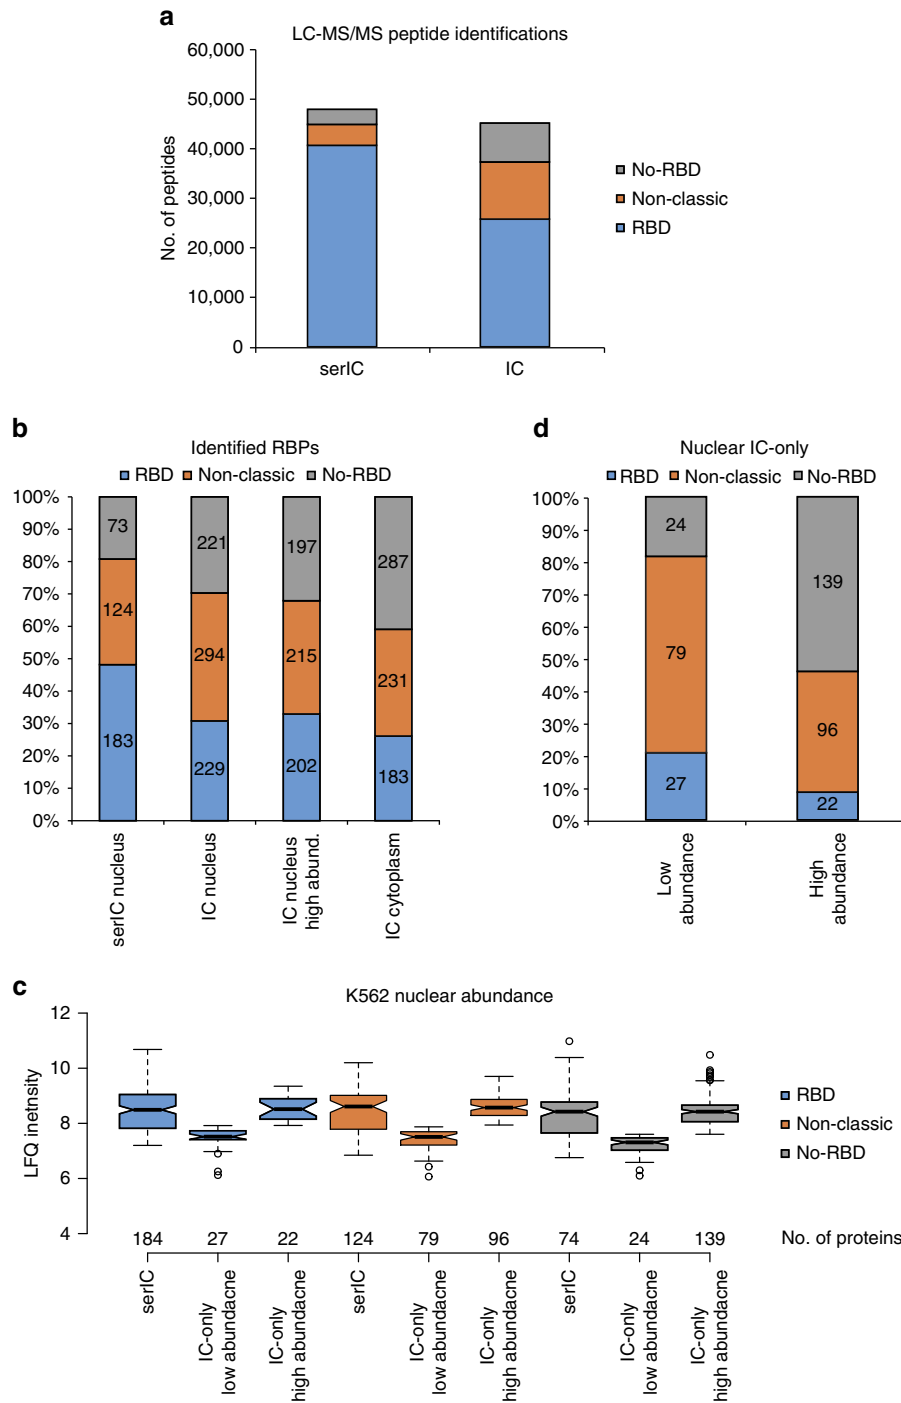 a
LC-MS/MS peptide identifications
No. of peptides
60,000
50,000
40,000
30,000
20,000
10,000
0
serIC
IC
No-RBD
Non-classic
RBD
b
Identified RBPs
RBD Non-classic No-RBD
100%
90%
80%
70%
60%
50%
40%
30%
20%
10%
0%
73
124
183
221
294
229
197
215
202
287
231
183
serIC nucleus
IC nucleus
IC nucleus
high abund.
IC cytoplasm
d
Nuclear IC-only
RBD Non-classic No-RBD
100%
90%
80%
70%
60%
50%
40%
30%
20%
10%
0%
24
79
27
139
96
22
Low
abundance
High
abundance
c
K562 nuclear abundance
LFQ inetnsity
12
10
8
6
4
RBD
Non-classic
No-RBD
184 27 22 124 79 96 74 24 139 No. of proteins
serIC
IC-only
low abundacne
IC-only
high abundacne
serIC
IC-only
low abundacne
IC-only
high abundacne
serIC
IC-only
low abundacne
IC-only
high abundacne